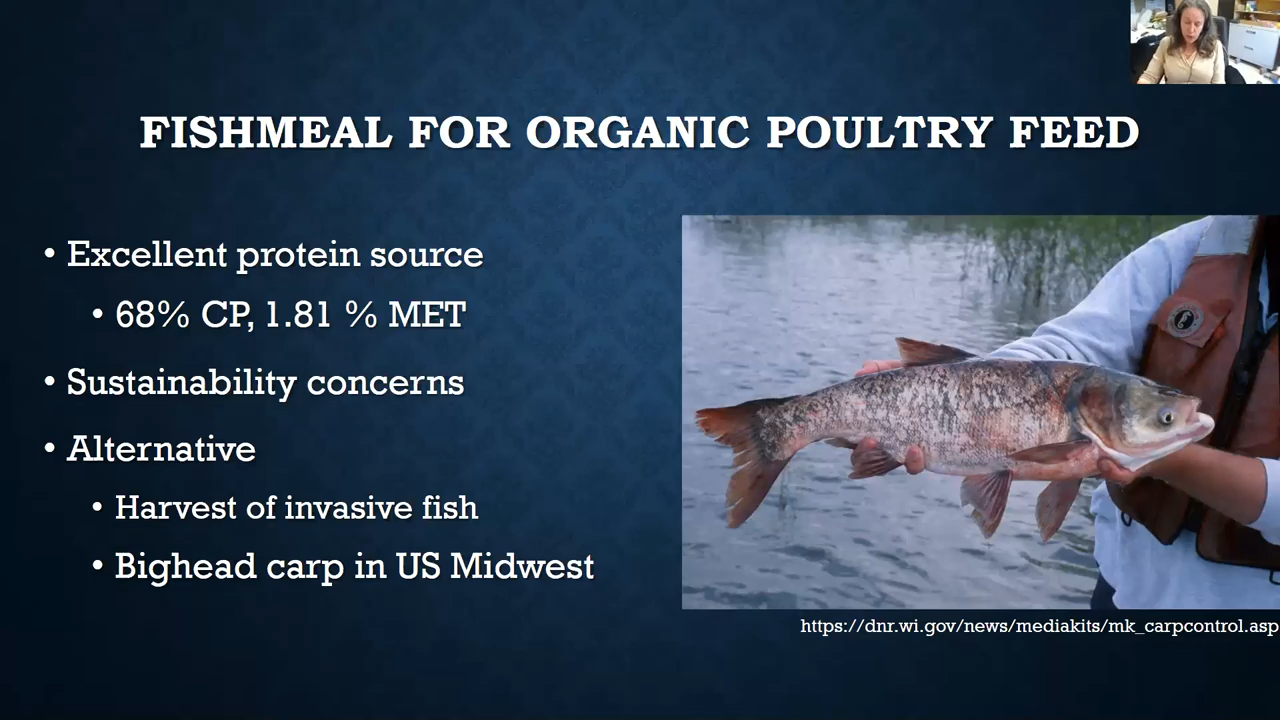 FISHMEAL FOR ORGANIC POULTRY FEED
• Excellent protein source
• 68% CP, 1.81 % MET
• Sustainability concerns
• Alternative
• Harvest of invasive fish
• Bighead carp in US Midwest
https://dnr.wi.gov/news/mediakits/mk_carpcontrol.asp